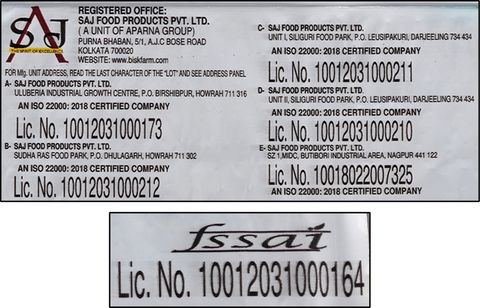 SAJ
THE SPIRIT OF EXCELLENCE
REGISTERED OFFICE:
SAJ FOOD PRODUCTS PVT. LTD.
( A UNIT OF APARNA GROUP)
PURNA BHABAN, 5/1, A.J.C BOSE ROAD
KOLKATA 700020
WEBSITE: www.biskfarm.com
FOR Mfg. UNIT ADDRESS, READ THE LAST CHARACTER OF THE "LOT" AND SEE ADDRESS PANEL
A- SAJ FOOD PRODUCTS PVT. LTD.
ULUBERIA INDUSTRIAL GROWTH CENTRE, P.O. BIRSHIBPUR, HOWRAH 711 316
AN ISO 22000: 2018 CERTIFIED COMPANY
Lic. No. 10012031000173
B- SAJ FOOD PRODUCTS PVT. LTD.
SUDHA RAS FOOD PARK, P.O. DHULAGARH, HOWRAH 711 302
AN ISO 22000: 2018 CERTIFIED COMPANY
Lic. No. 10012031000212
C- SAJ FOOD PRODUCTS PVT. LTD.
UNIT I, SILIGURI FOOD PARK, P.O. LEUSIPAKURI, DARJEELING 734 434
AN ISO 22000: 2018 CERTIFIED COMPANY
Lic. No. 10012031000211
D- SAJ FOOD PRODUCTS PVT. LTD.
UNIT II, SILIGURI FOOD PARK, P.O. LEUSIPAKURI, DARJEELING 734 434
AN ISO 22000: 2018 CERTIFIED COMPANY
Lic. No. 10012031000210
E- SAJ FOOD PRODUCTS PVT. LTD.
SZ 1,MIDC, BUTIBORI INDUSTRIAL AREA, NAGPUR 441 122
Lic. No. 10018022007325
AN ISO 22000: 2018 CERTIFIED COMPANY
fssai
Lic. No. 10012031000164